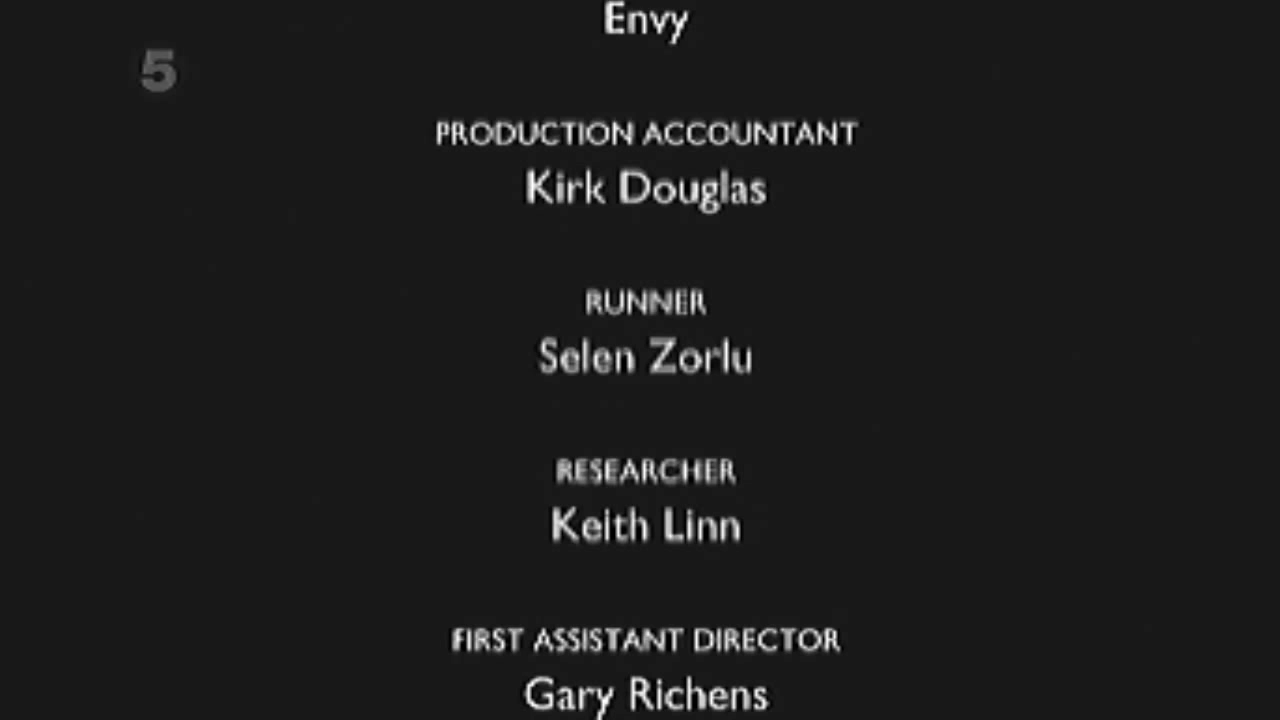 Envy
5
PRODUCTION ACCOUNTANT
Kirk Douglas
RUNNER
Selen Zorlu
RESEARCHER
Keith Linn
FIRST ASSISTANT DIRECTOR
Gary Richens